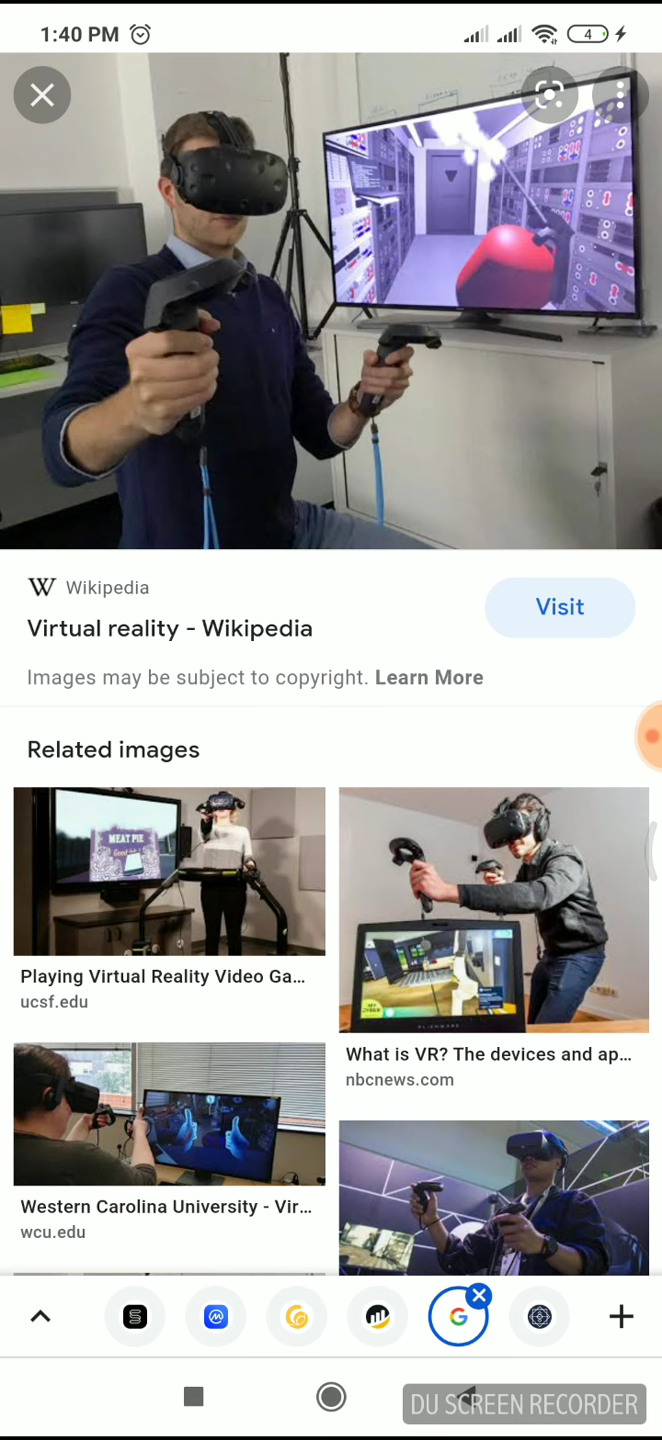 1:40 PM
4
W Wikipedia
Virtual reality - Wikipedia
Visit
Images may be subject to copyright. Learn More
Related images
MEAT PIE
Playing Virtual Reality Video Ga...
ucsf.edu
ALIENWARE
What is VR? The devices and ap...
nbcnews.com
Western Carolina University - Vir...
wcu.edu
DU SCREEN RECORDER